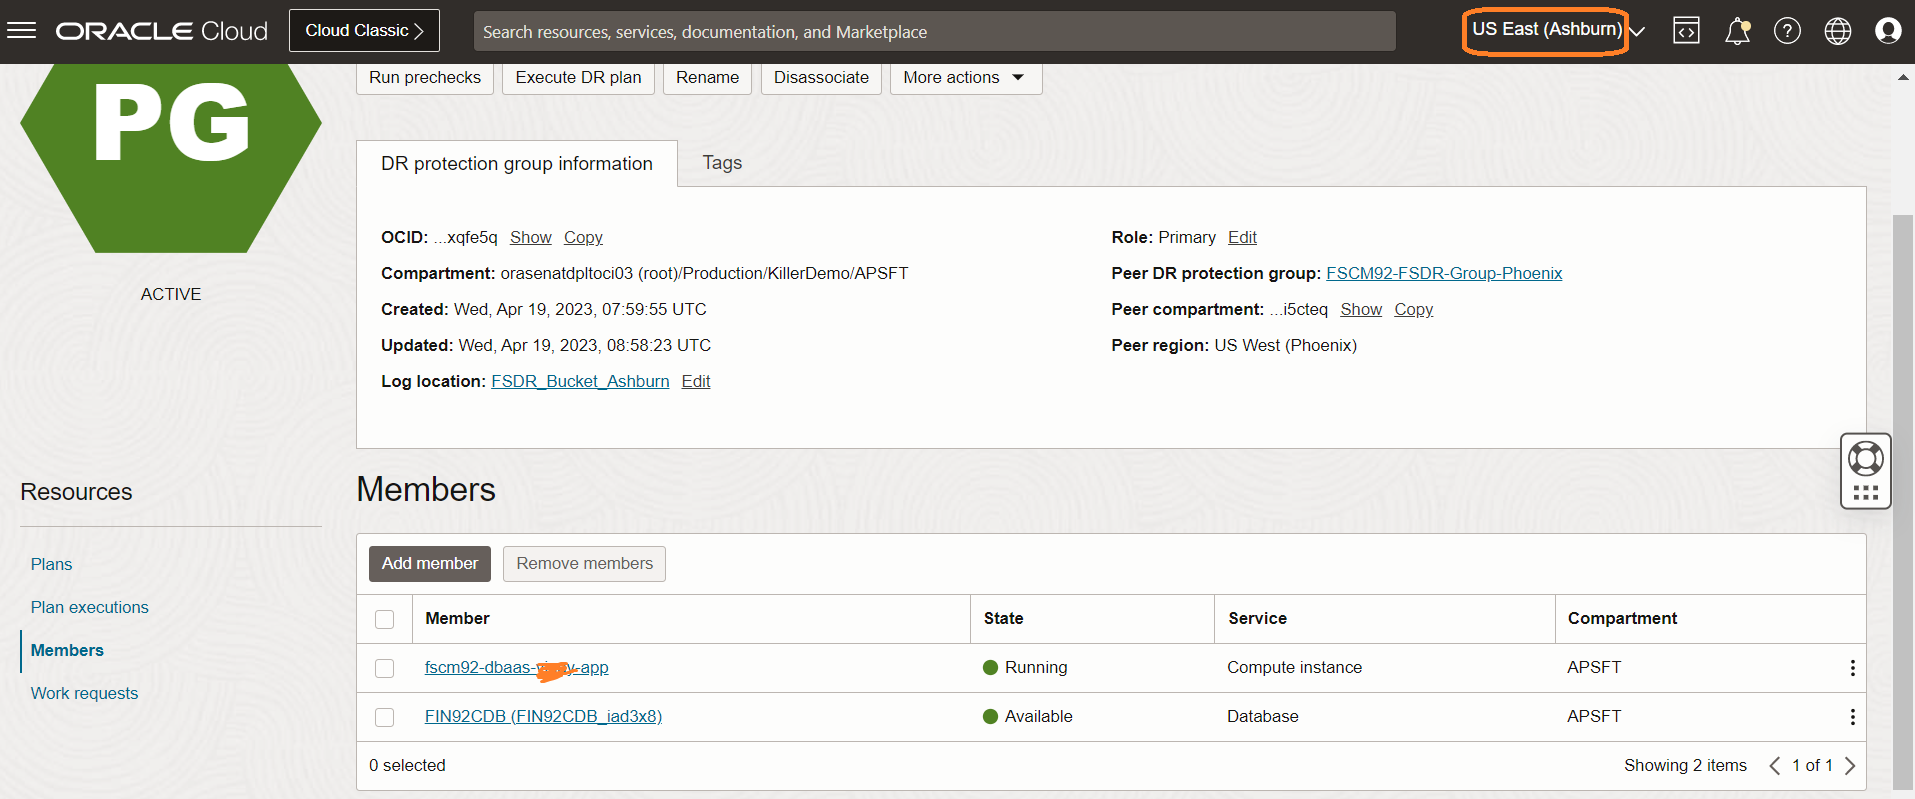 ORACLE Cloud
Cloud Classic
Search resources, services, documentation, and Marketplace
US East (Ashburn)
PG
ACTIVE
Run prechecks
Execute DR plan
Rename
Disassociate
More actions
DR protection group information
Tags
OCID: ...xqfe5q Show Copy
Compartment: orasenatdpltoci03 (root)/Production/KillerDemo/APSFT
Created: Wed, Apr 19, 2023, 07:59:55 UTC
Updated: Wed, Apr 19, 2023, 08:58:23 UTC
Log location: FSDR_Bucket_Ashburn Edit
Role: Primary Edit
Peer DR protection group: FSCM92-FSDR-Group-Phoenix
Peer compartment: ...i5cteq Show Copy
Peer region: US West (Phoenix)
Resources
Plans
Plan executions
Members
Work requests
Members
Add member
Remove members
Member State Service Compartment
fscm92-dbaas- -app Running Compute instance APSFT
FIN92CDB (FIN92CDB_iad3x8) Available Database APSFT
0 selected
Showing 2 items
1 of 1